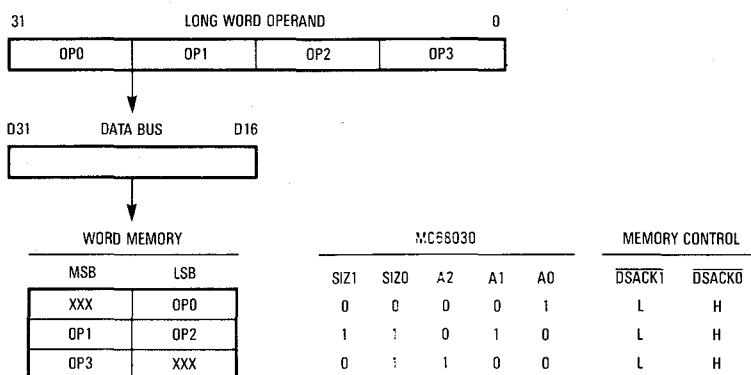 31 LONG WORD OPERAND 0
OP0 OP1 OP2 OP3
D31 DATA BUS D16
WORD MEMORY MC68030 MEMORY CONTROL
MSB LSB SIZ1 SIZ0 A2 A1 A0 DSACK1 DSACK0
XXX OP0 0 0 0 0 1 L H
OP1 OP2 1 1 0 1 0 L H
OP3 XXX 0 1 1 0 0 L H